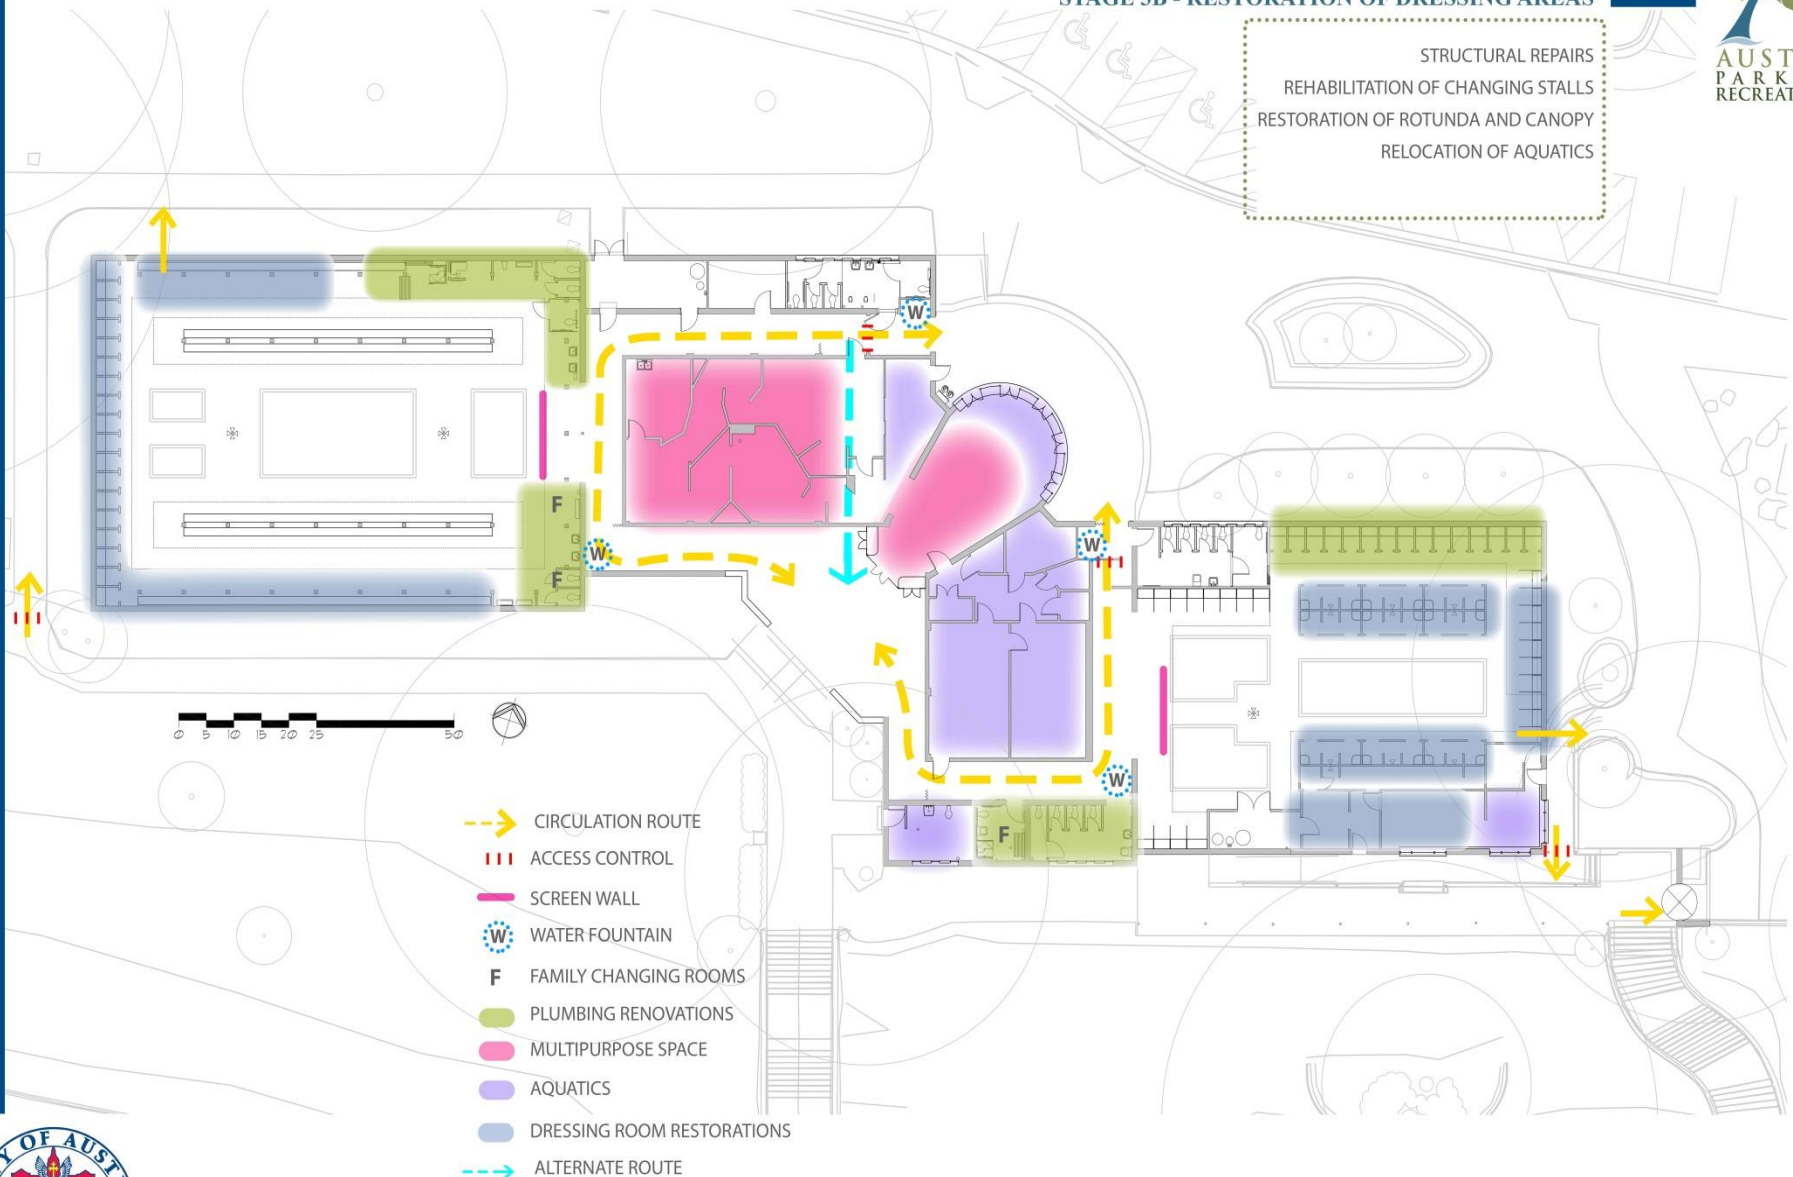 STAGE 3B - RESTORATION OF DRESSING AREAS
STRUCTURAL REPAIRS
REHABILITATION OF CHANGING STALLS
RESTORATION OF ROTUNDA AND CANOPY
RELOCATION OF AQUATICS
AUST
PARK
RECREAT
W
F
W
F
W
W
F
0 5 10 15 20 25 50
CIRCULATION ROUTE
ACCESS CONTROL
SCREEN WALL
W WATER FOUNTAIN
F FAMILY CHANGING ROOMS
PLUMBING RENOVATIONS
MULTIPURPOSE SPACE
AQUATICS
DRESSING ROOM RESTORATIONS
ALTERNATE ROUTE
Y OF AUST